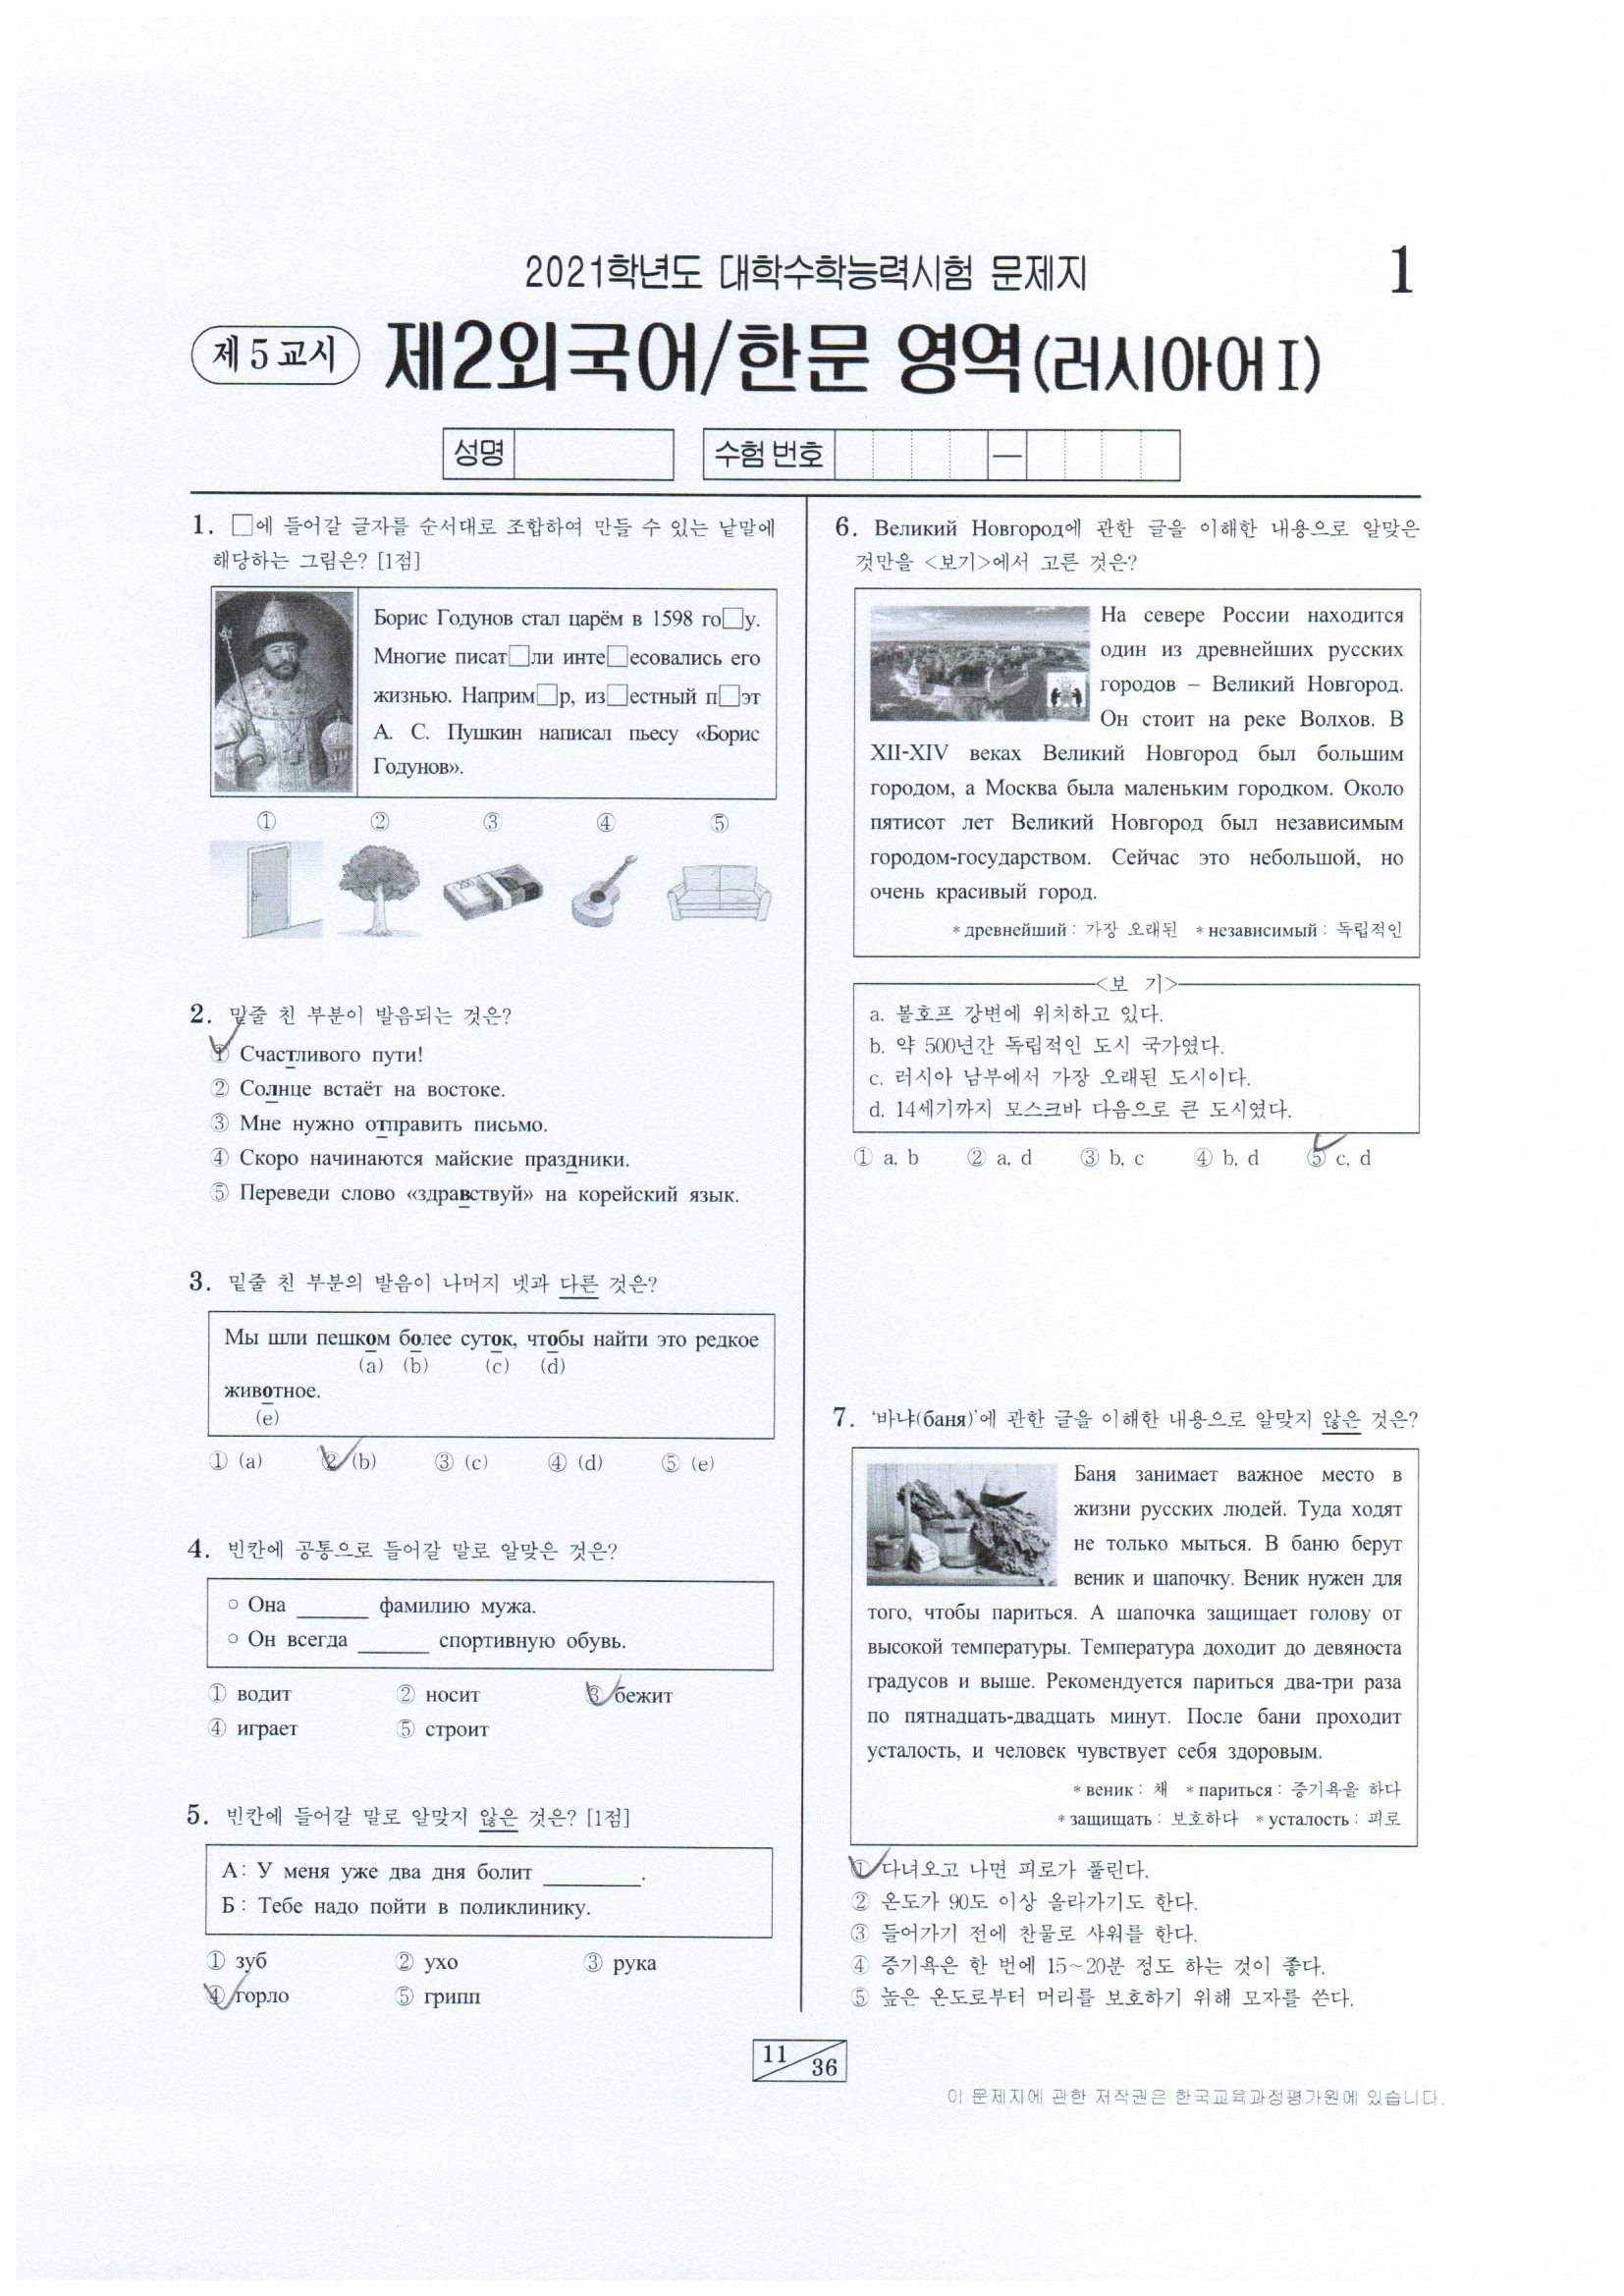 2021학년도 대학수학능력시험 문제지
1
제 5 교시
제2외국어/한문 영역(러시아어 I)
성명
수험 번호
—
1. □에 들어갈 글자를 순서대로 조합하여 만들 수 있는 낱말에
해당하는 그림은? [1점]
Борис Годунов стал царём в 1598 го□у.
Многие писат□ли инте□есовались его
жизнью. Наприм□р, из□естный п□эт
А. С. Пушкин написал пьесу «Борис
Годунов».
① ② ③ ④ ⑤
2. 밑줄 친 부분이 발음되는 것은?
① Счастливого пути!
② Солнце встаёт на востоке.
③ Мне нужно отправить письмо.
④ Скоро начинаются майские праздники.
⑤ Переведи слово «здравствуй» на корейский язык.
3. 밑줄 친 부분의 발음이 나머지 넷과 다른 것은?
Мы шли пешком более суток, чтобы найти это редкое
(a) (b) (c) (d)
животное.
(e)
① (a) ② (b) ③ (c) ④ (d) ⑤ (e)
4. 빈칸에 공통으로 들어갈 말로 알맞은 것은?
○ Она ______ фамилию мужа.
○ Он всегда ______ спортивную обувь.
① водит ② носит ③ бежит
④ играет ⑤ строит
5. 빈칸에 들어갈 말로 알맞지 않은 것은? [1점]
А: У меня уже два дня болит ________.
Б: Тебе надо пойти в поликлинику.
① зуб ② ухо ③ рука
④ горло ⑤ грипп
6. Великий Новгород에 관한 글을 이해한 내용으로 알맞은
것만을 <보기>에서 고른 것은?
На севере России находится
один из древнейших русских
городов – Великий Новгород.
Он стоит на реке Волхов. В
XII-XIV веках Великий Новгород был большим
городом, а Москва была маленьким городком. Около
пятисот лет Великий Новгород был независимым
городом-государством. Сейчас это небольшой, но
очень красивый город.
* древнейший : 가장 오래된 * независимый : 독립적인
<보 기>
a. 볼호프 강변에 위치하고 있다.
b. 약 500년간 독립적인 도시 국가였다.
c. 러시아 남부에서 가장 오래된 도시이다.
d. 14세기까지 모스크바 다음으로 큰 도시였다.
① a, b ② a, d ③ b, c ④ b, d ⑤ c, d
7. ‘바냐(баня)’에 관한 글을 이해한 내용으로 알맞지 않은 것은?
Баня занимает важное место в
жизни русских людей. Туда ходят
не только мыться. В баню берут
веник и шапочку. Веник нужен для
того, чтобы париться. А шапочка защищает голову от
высокой температуры. Температура доходит до девяноста
градусов и выше. Рекомендуется париться два-три раза
по пятнадцать-двадцать минут. После бани проходит
усталость, и человек чувствует себя здоровым.
* веник : 채 * париться : 증기욕을 하다
* защищать : 보호하다 * усталость : 피로
① 다녀오고 나면 피로가 풀린다.
② 온도가 90도 이상 올라가기도 한다.
③ 들어가기 전에 찬물로 샤워를 한다.
④ 증기욕은 한 번에 15~20분 정도 하는 것이 좋다.
⑤ 높은 온도로부터 머리를 보호하기 위해 모자를 쓴다.
11 36
이 문제지에 관한 저작권은 한국교육과정평가원에 있습니다.